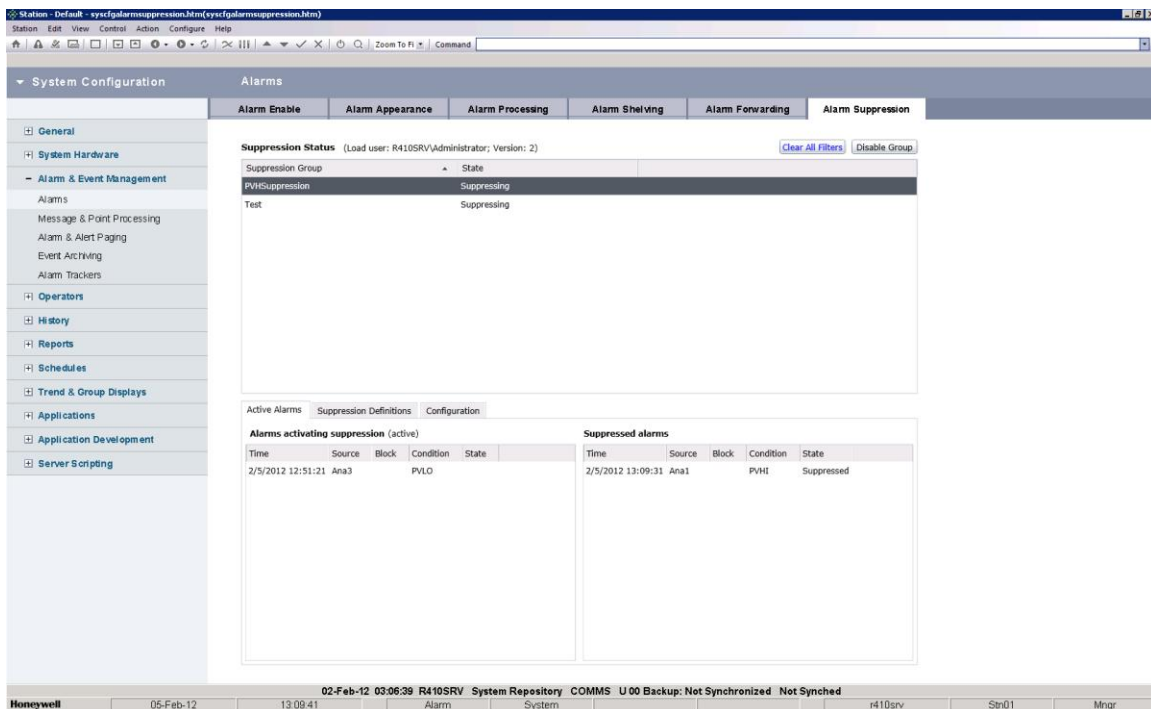 Station - Default - syscfgalarmsuppression.htm(syscfgalarmsuppression.htm)
Station Edit View Control Action Configure Help
Zoom To Fi Command
System Configuration
Alarms
Alarm Enable Alarm Appearance Alarm Processing Alarm Shelving Alarm Forwarding Alarm Suppression
General
System Hardware
Alarm & Event Management
Alarms
Message & Point Processing
Alarm & Alert Paging
Event Archiving
Alarm Trackers
Operators
History
Reports
Schedules
Trend & Group Displays
Applications
Application Development
Server Scripting
Suppression Status (Load user: R410SRV\Administrator; Version: 2) Clear All Filters Disable Group
Suppression Group State
PVHSuppression Suppressing
Test Suppressing
Active Alarms Suppression Definitions Configuration
Alarms activating suppression (active)
Time Source Block Condition State
2/5/2012 12:51:21 Ana3 PVLO
Suppressed alarms
Time Source Block Condition State
2/5/2012 13:09:31 Ana1 PVHI Suppressed
02-Feb-12 03:06:39 R410SRV System Repository COMMS U 00 Backup: Not Synchronized Not Synched
Honeywell 05-Feb-12 13:09:41 Alarm System r410srv Stn01 Mngr